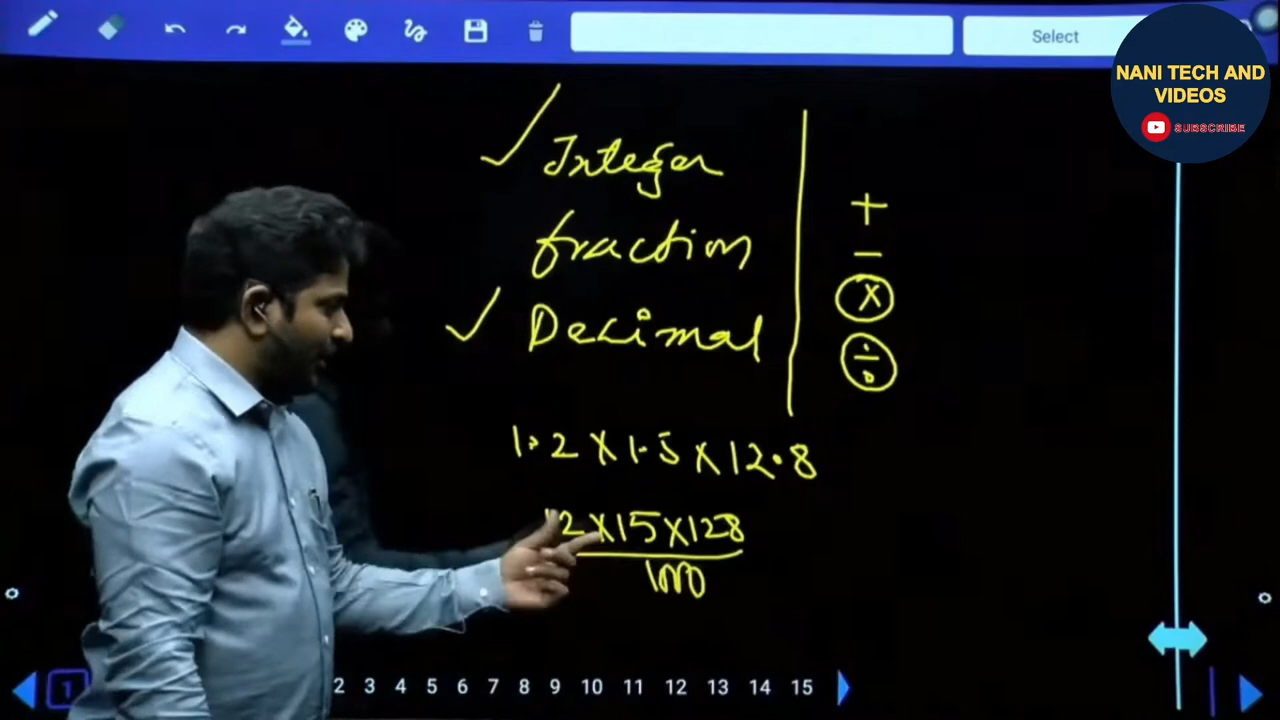 Select
NANI TECH AND
VIDEOS
SUBSCRIBE
Integer
fraction
Decimal
+
−
×
÷
1.2 × 1.5 × 12.8
12 × 15 × 128
1000
1 2 3 4 5 6 7 8 9 10 11 12 13 14 15